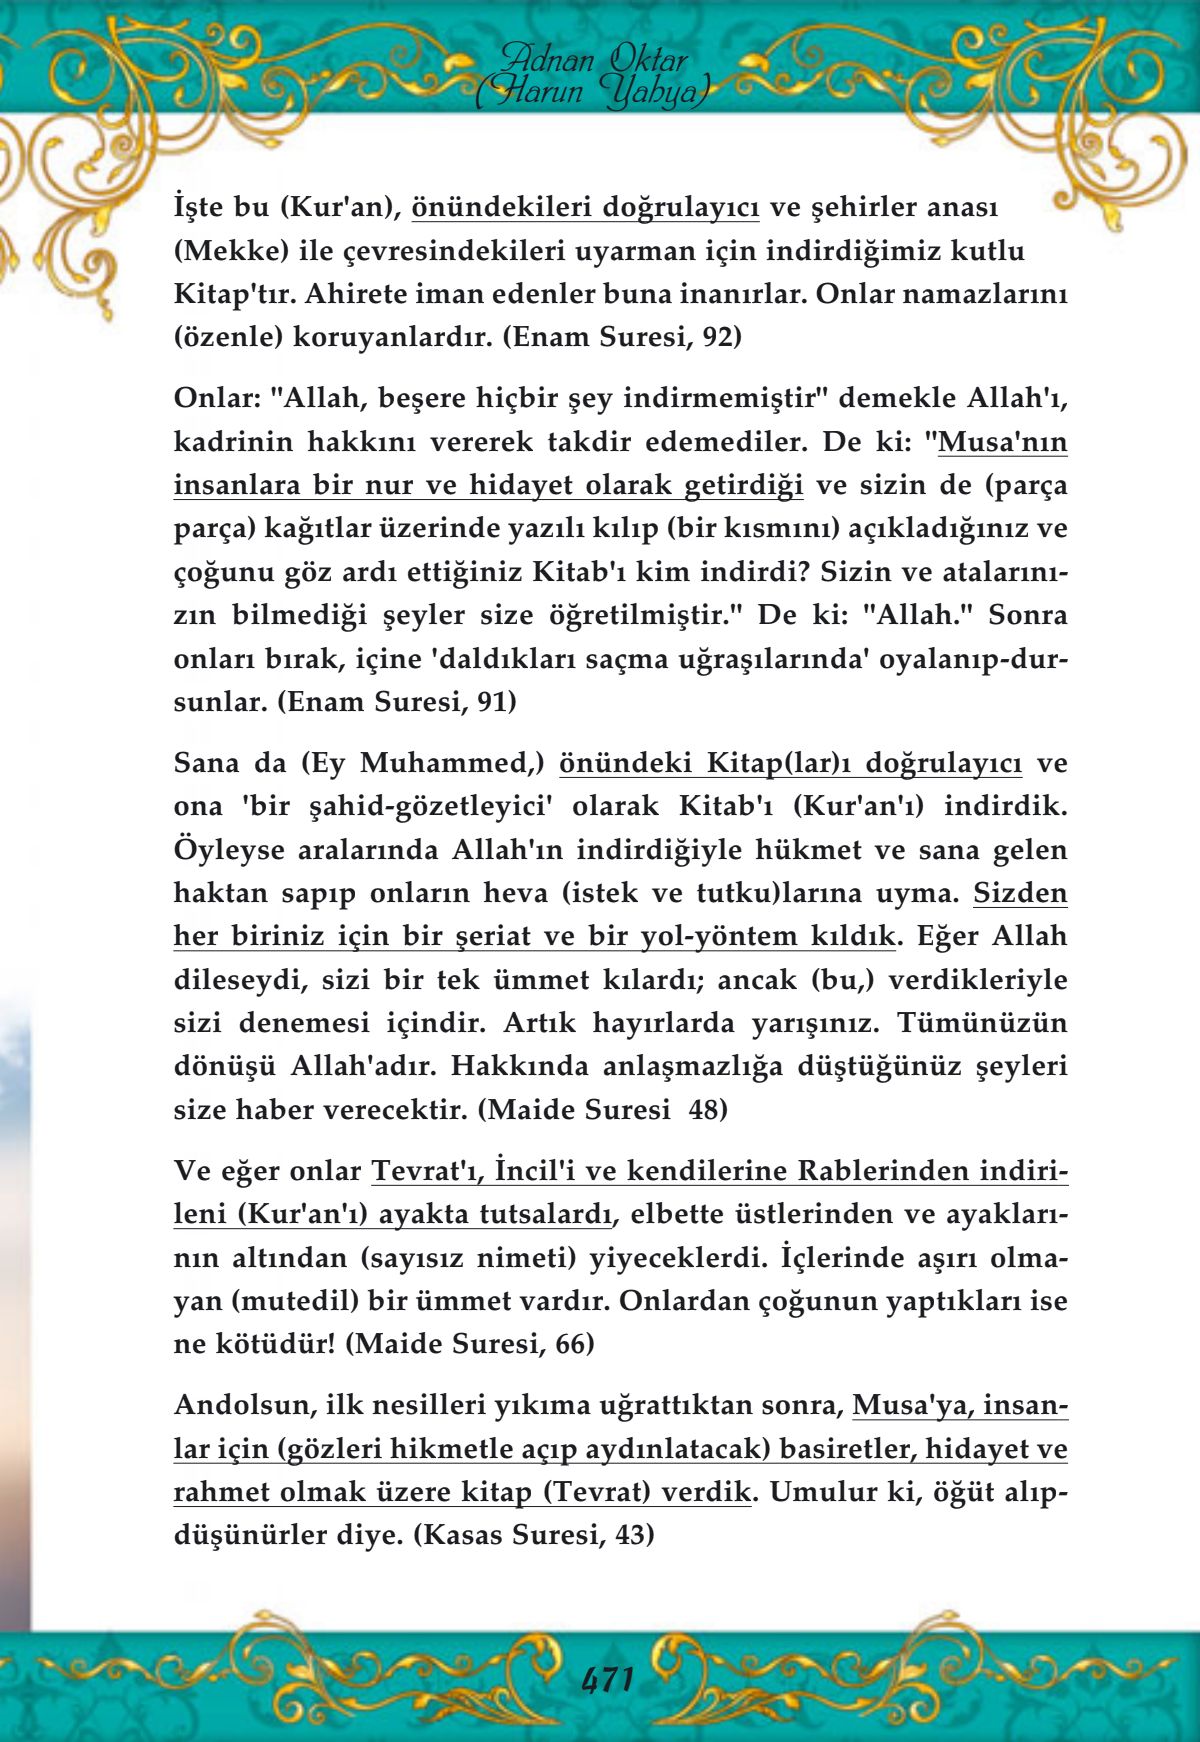 Adnan Oktar
(Harun Yahya)
İşte bu (Kur'an), önündekileri doğrulayıcı ve şehirler anası
(Mekke) ile çevresindekileri uyarman için indirdiğimiz kutlu
Kitap'tır. Ahirete iman edenler buna inanırlar. Onlar namazlarını
(özenle) koruyanlardır. (Enam Suresi, 92)
Onlar: "Allah, beşere hiçbir şey indirmemiştir" demekle Allah'ı,
kadrinin hakkını vererek takdir edemediler. De ki: "Musa'nın
insanlara bir nur ve hidayet olarak getirdiği ve sizin de (parça
parça) kağıtlar üzerinde yazılı kılıp (bir kısmını) açıkladığınız ve
çoğunu göz ardı ettiğiniz Kitab'ı kim indirdi? Sizin ve atalarını-
zın bilmediği şeyler size öğretilmiştir." De ki: "Allah." Sonra
onları bırak, içine 'daldıkları saçma uğraşılarında' oyalanıp-dur-
sunlar. (Enam Suresi, 91)
Sana da (Ey Muhammed,) önündeki Kitap(lar)ı doğrulayıcı ve
ona 'bir şahid-gözetleyici' olarak Kitab'ı (Kur'an'ı) indirdik.
Öyleyse aralarında Allah'ın indirdiğiyle hükmet ve sana gelen
haktan sapıp onların heva (istek ve tutku)larına uyma. Sizden
her biriniz için bir şeriat ve bir yol-yöntem kıldık. Eğer Allah
dileseydi, sizi bir tek ümmet kılardı; ancak (bu,) verdikleriyle
sizi denemesi içindir. Artık hayırlarda yarışınız. Tümünüzün
dönüşü Allah'adır. Hakkında anlaşmazlığa düştüğünüz şeyleri
size haber verecektir. (Maide Suresi  48)
Ve eğer onlar Tevrat'ı, İncil'i ve kendilerine Rablerinden indiri-
leni (Kur'an'ı) ayakta tutsalardı, elbette üstlerinden ve ayakları-
nın altından (sayısız nimeti) yiyeceklerdi. İçlerinde aşırı olma-
yan (mutedil) bir ümmet vardır. Onlardan çoğunun yaptıkları ise
ne kötüdür! (Maide Suresi, 66)
Andolsun, ilk nesilleri yıkıma uğrattıktan sonra, Musa'ya, insan-
lar için (gözleri hikmetle açıp aydınlatacak) basiretler, hidayet ve
rahmet olmak üzere kitap (Tevrat) verdik. Umulur ki, öğüt alıp-
düşünürler diye. (Kasas Suresi, 43)
471